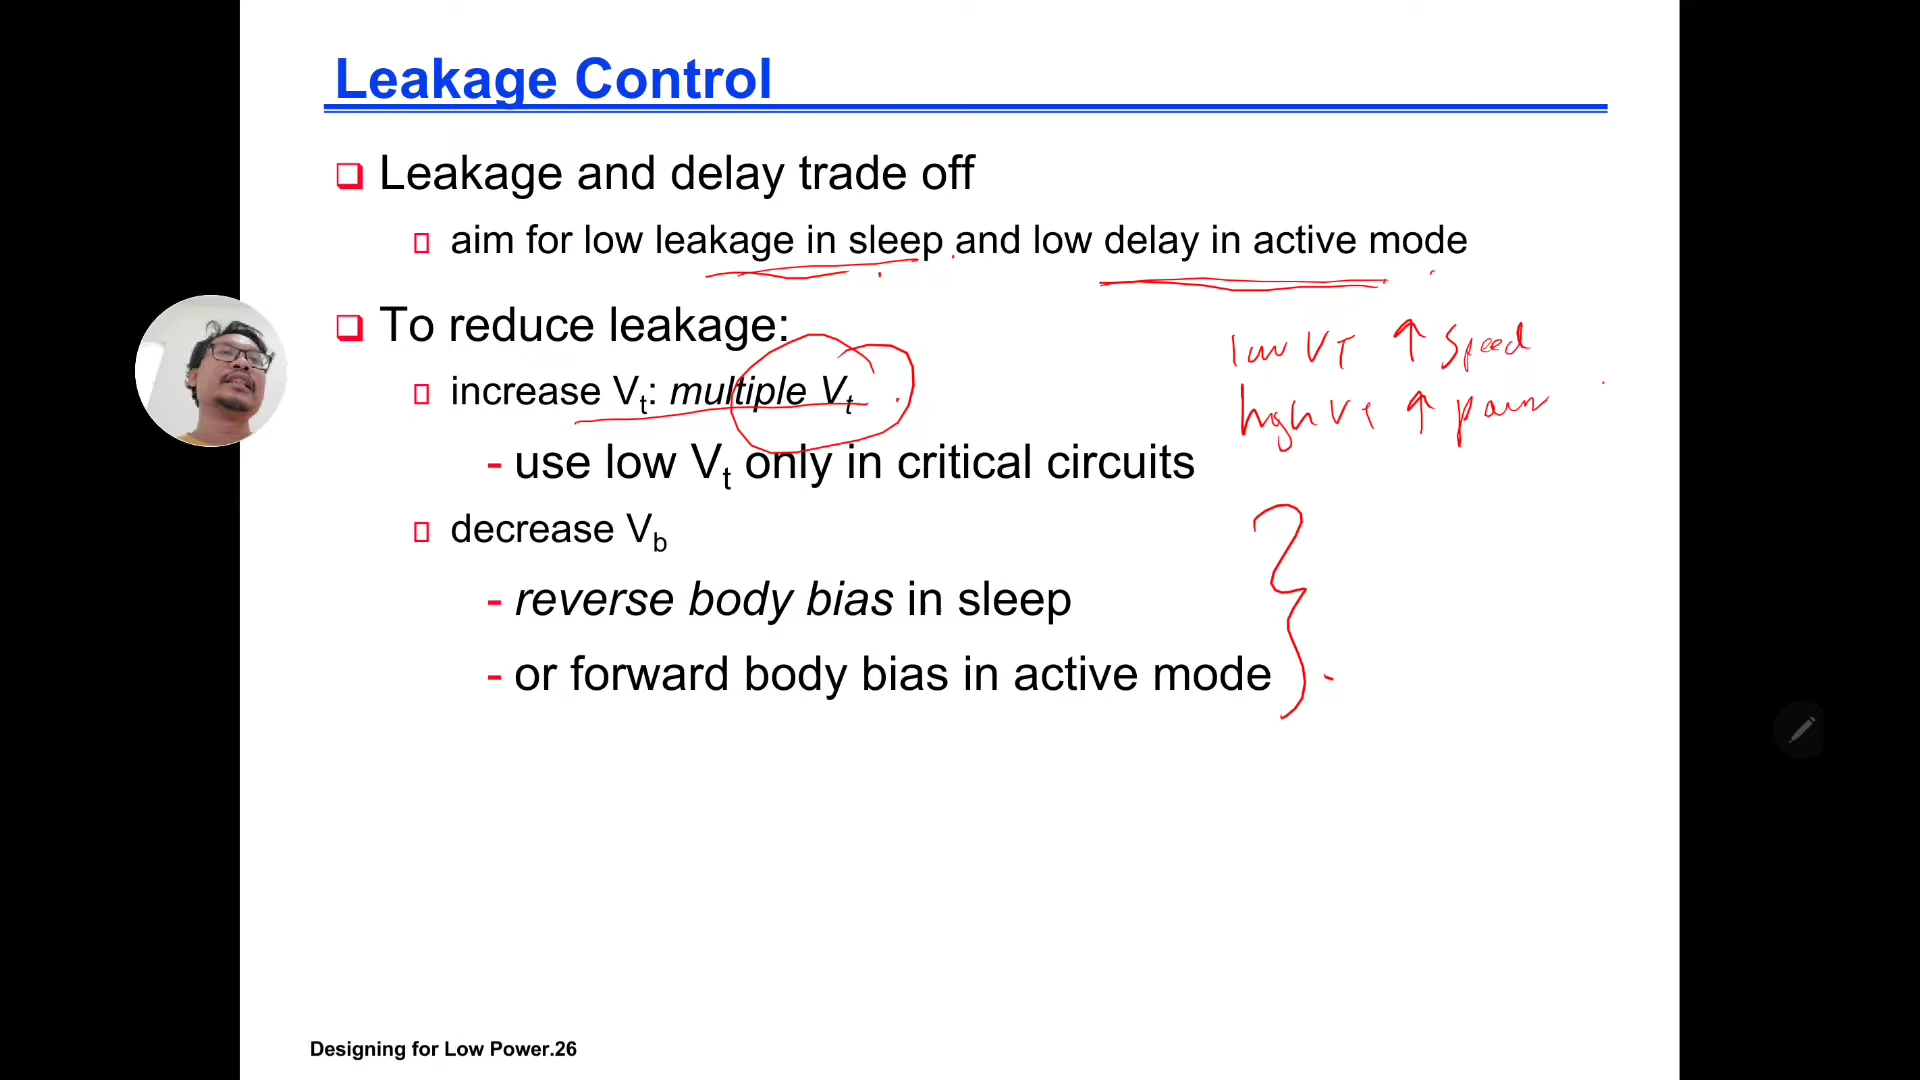 Leakage Control
Leakage and delay trade off
aim for low leakage in sleep and low delay in active mode
To reduce leakage:
low VT ↑ Speed
increase Vt: multiple Vt
high Vt ↑
use low Vt only in critical circuits
decrease Vb
- reverse body bias in sleep
- or forward body bias in active mode
Designing for Low Power.26